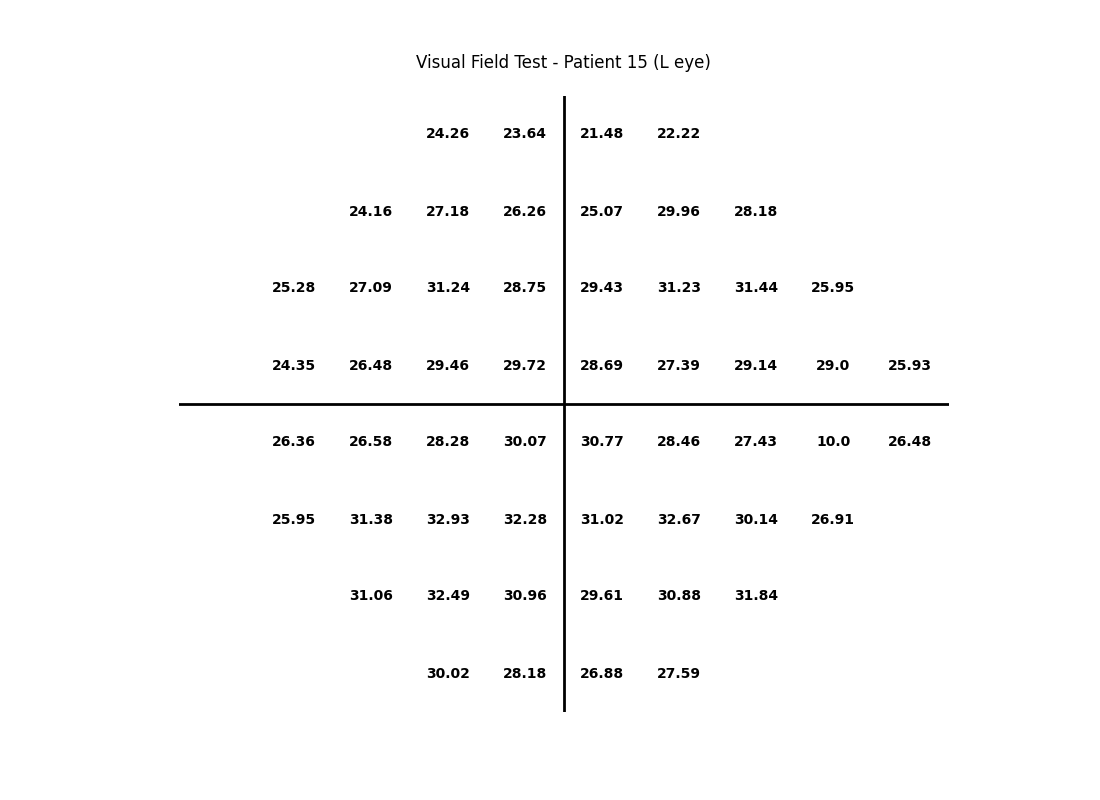 Visual Field Test - Patient 15 (L eye)
24.26 23.64 21.48 22.22
24.16 27.18 26.26 25.07 29.96 28.18
25.28 27.09 31.24 28.75 29.43 31.23 31.44 25.95
24.35 26.48 29.46 29.72 28.69 27.39 29.14 29.0 25.93
26.36 26.58 28.28 30.07 30.77 28.46 27.43 10.0 26.48
25.95 31.38 32.93 32.28 31.02 32.67 30.14 26.91
31.06 32.49 30.96 29.61 30.88 31.84
30.02 28.18 26.88 27.59